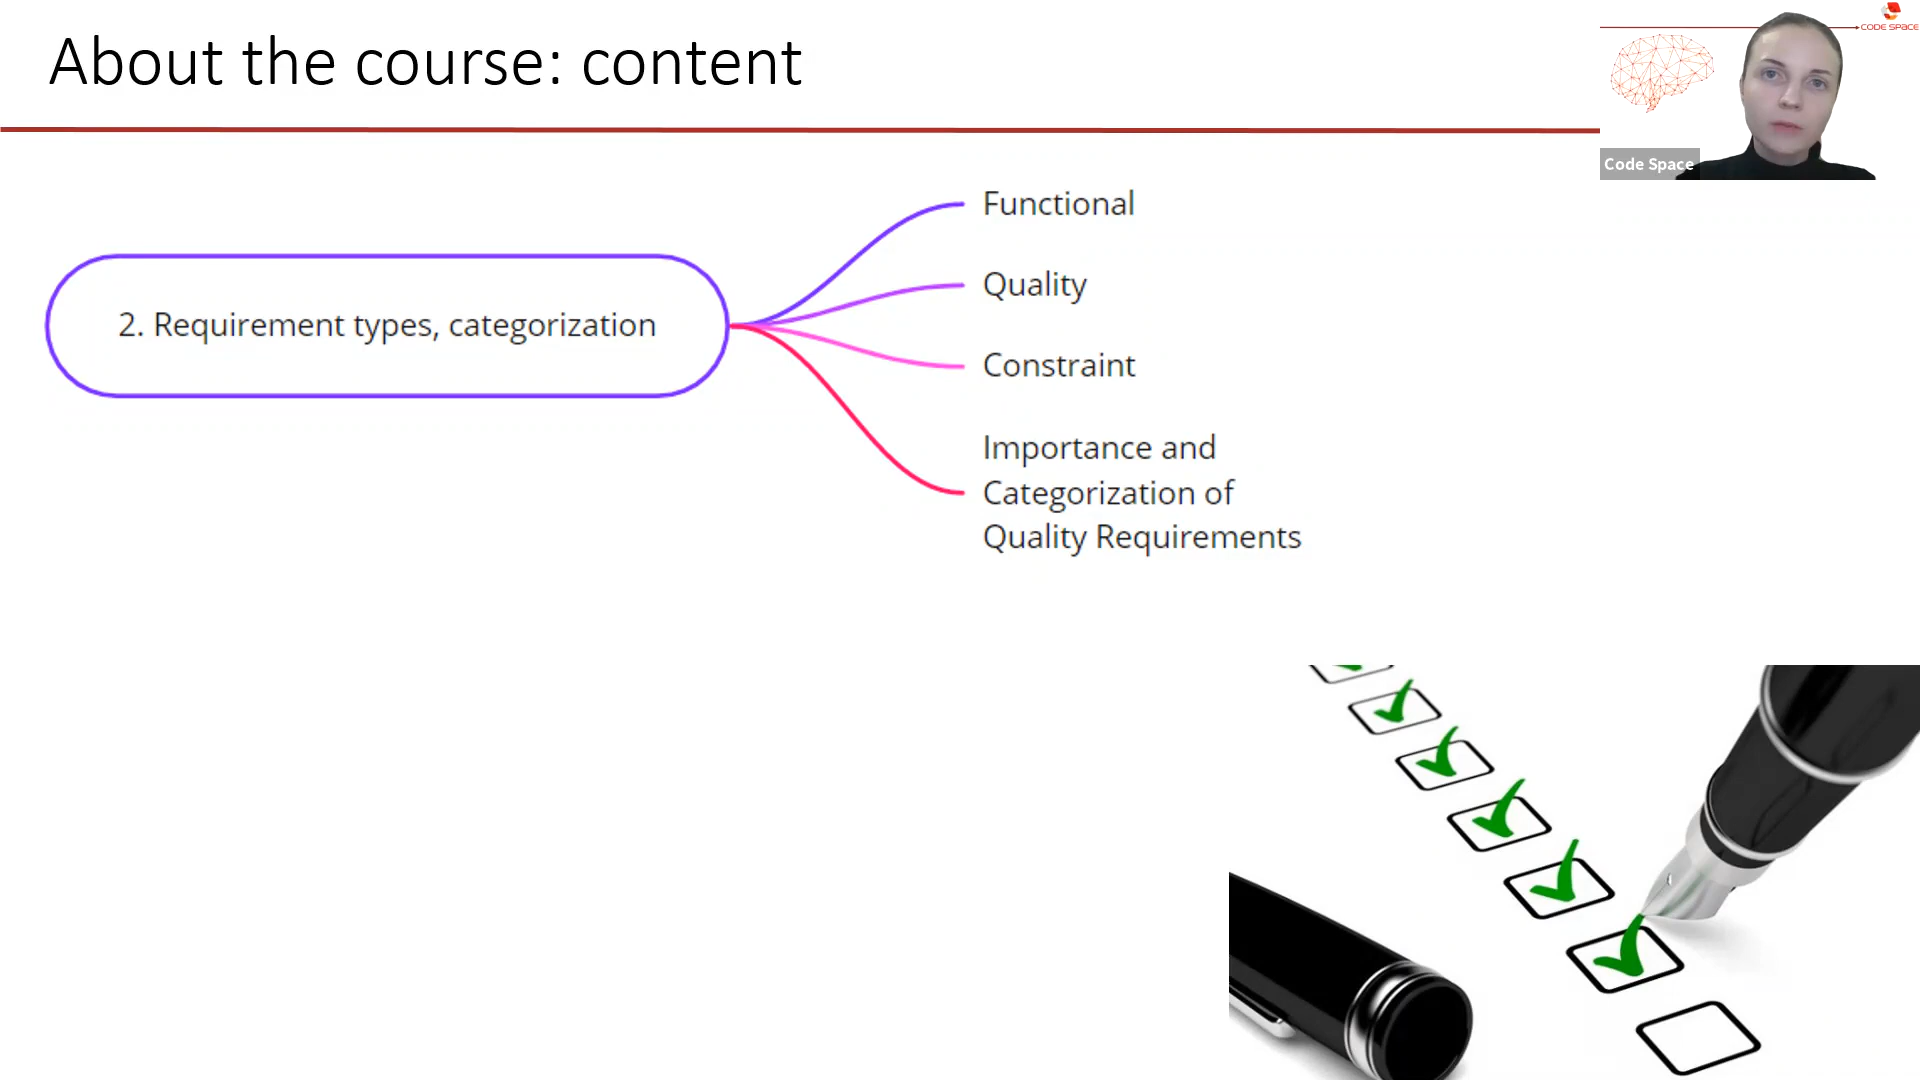 About the course: content
CODE SPACE
Code Space
2. Requirement types, categorization
Functional
Quality
Constraint
Importance and
Categorization of
Quality Requirements